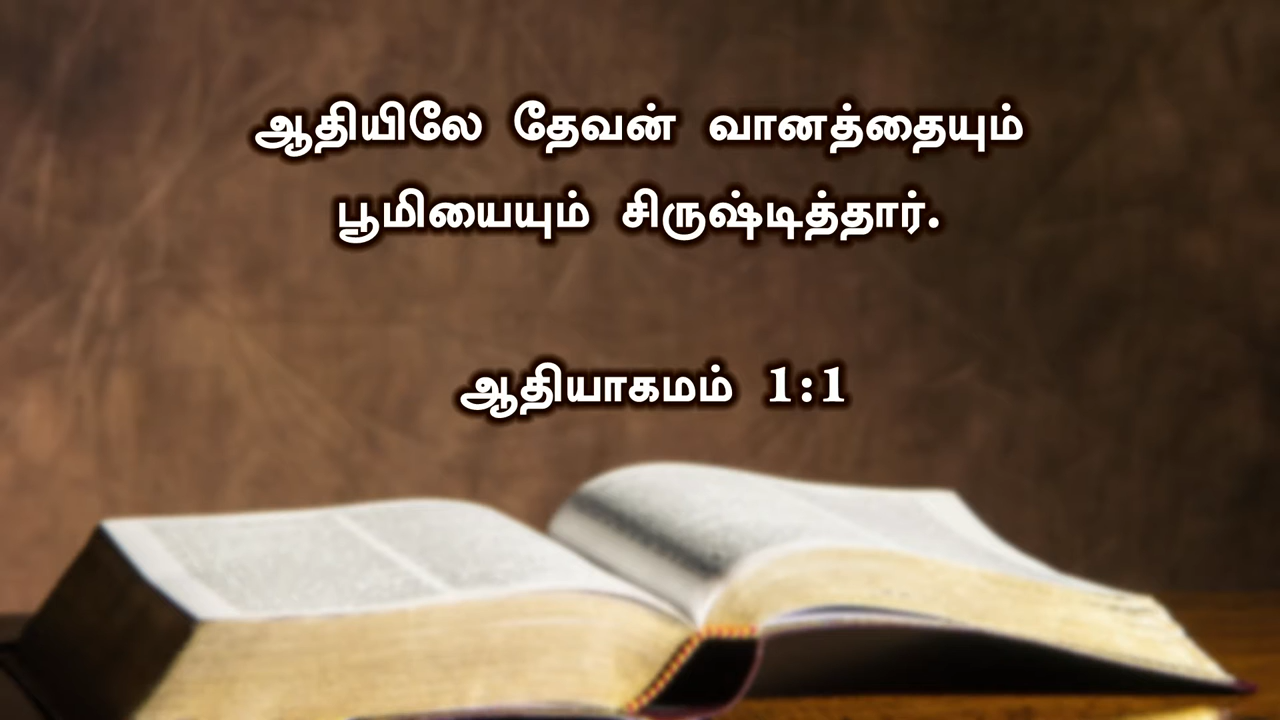 ஆதியிலே தேவன் வானத்தையும்
பூமியையும் சிருஷ்டித்தார்.
ஆதியாகமம் 1:1